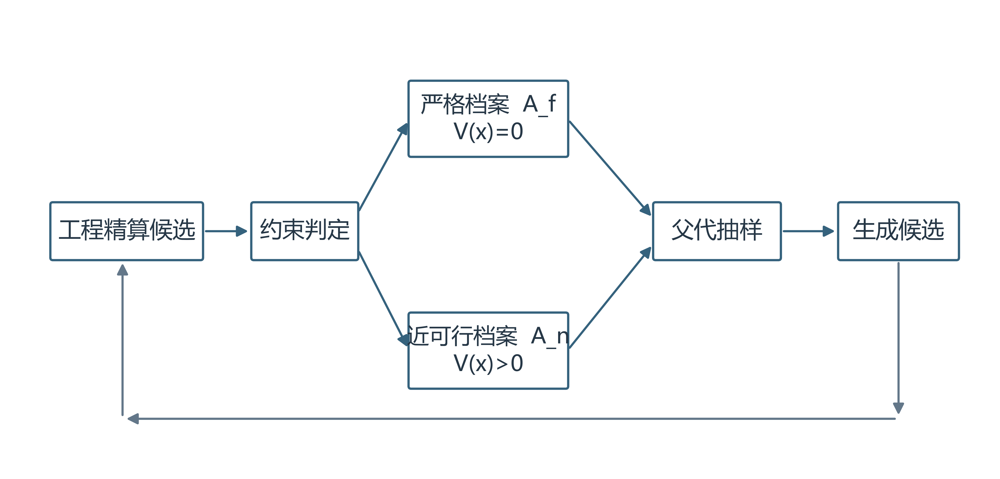 工程精算候选
约束判定
严格档案 A_f
V(x)=0
近可行档案 A_n
V(x)>0
父代抽样
生成候选